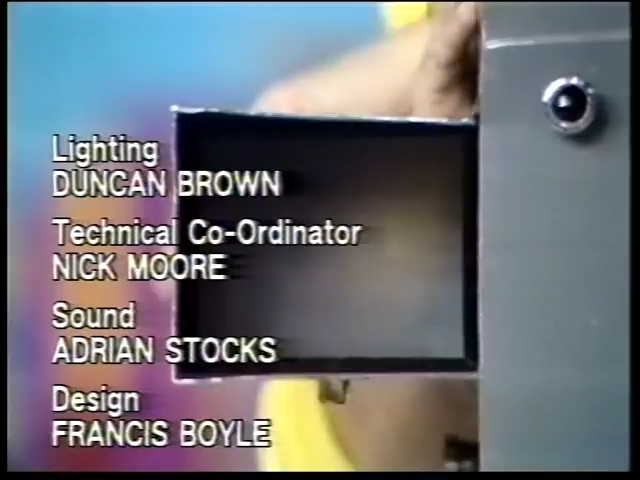 Lighting
DUNCAN BROWN
Technical Co-Ordinator
NICK MOORE
Sound
ADRIAN STOCKS
Design
FRANCIS BOYLE